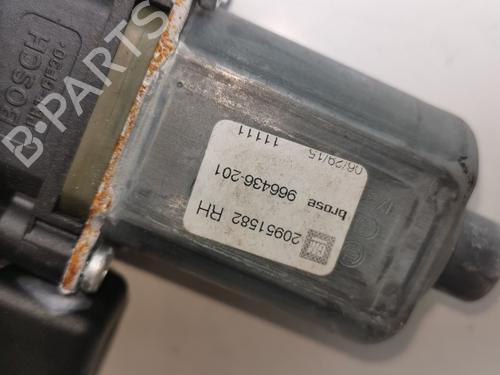 20951582 RH
brose 966436-201
06/29/15 11111
BOSCH
B-PARTS